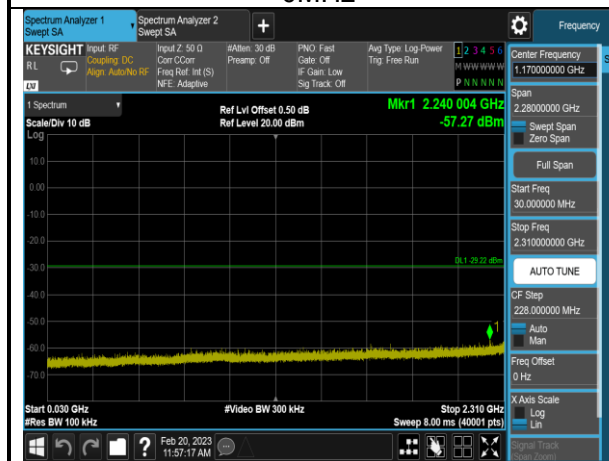 Spectrum Analyzer 1
Swept SA
Spectrum Analyzer 2
Swept SA
+
Frequency
KEYSIGHT
RL
LXI
Input: RF
Coupling: DC
Align: Auto/No RF
Input Z: 50 Ω
Corr CCorr
Freq Ref: Int (S)
NFE: Adaptive
#Atten: 30 dB
Preamp: Off
PNO: Fast
Gate: Off
IF Gain: Low
Sig Track: Off
Avg Type: Log-Power
Trig: Free Run
1 2 3 4 5 6
M W W W W W
P N N N N N
1 Spectrum
Scale/Div 10 dB
Log
Ref Lvl Offset 0.50 dB
Ref Level 20.00 dBm
Mkr1 2.240 004 GHz
-57.27 dBm
10.0
0.00
-10.0
-20.0
-30.0
-40.0
-50.0
-60.0
-70.0
DL1 -29.22 dBm
1
Start 0.030 GHz
#Res BW 100 kHz
#Video BW 300 kHz
Stop 2.310 GHz
Sweep 8.00 ms (40001 pts)
Center Frequency
1.170000000 GHz
Span
2.28000000 GHz
Swept Span
Zero Span
Full Span
Start Freq
30.000000 MHz
Stop Freq
2.310000000 GHz
AUTO TUNE
CF Step
228.000000 MHz
Auto
Man
Freq Offset
0 Hz
X Axis Scale
Log
Lin
Signal Track
(Span Zoom)
?
Feb 20, 2023
11:57:17 AM